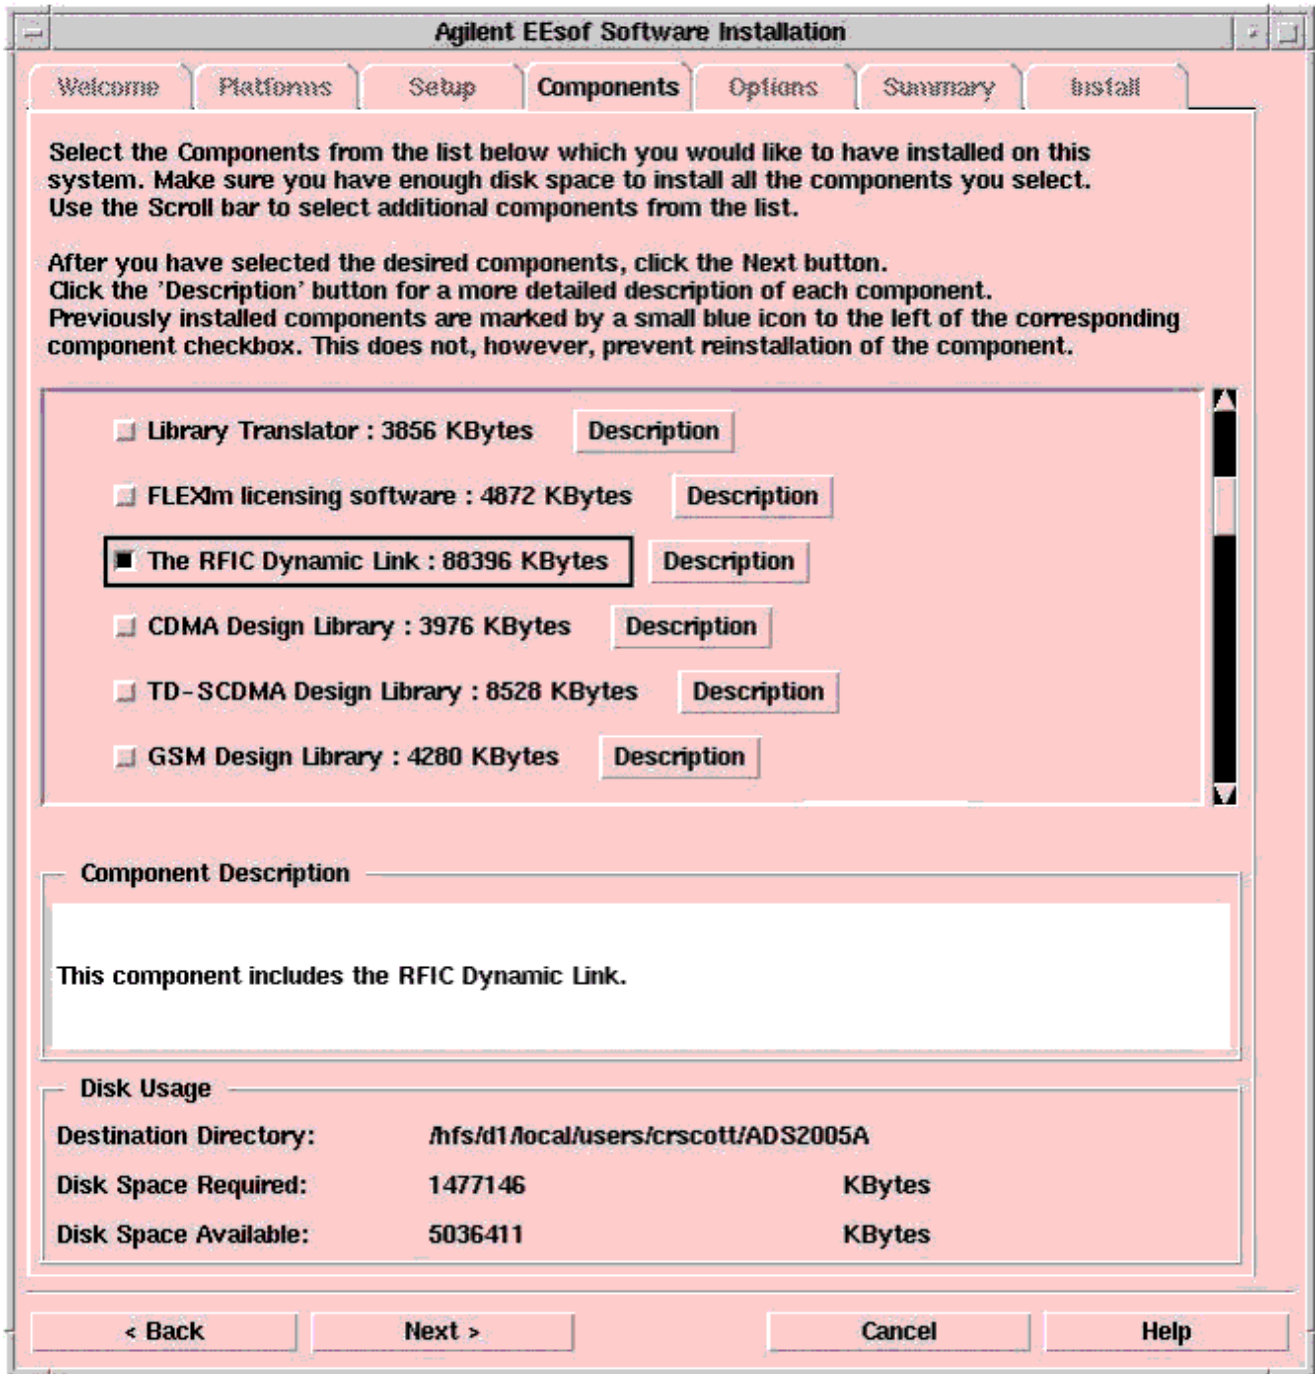 Agilent EEsof Software Installation
Welcome Platforms Setup Components Options Summary Install
Select the Components from the list below which you would like to have installed on this
system. Make sure you have enough disk space to install all the components you select.
Use the Scroll bar to select additional components from the list.
After you have selected the desired components, click the Next button.
Click the 'Description' button for a more detailed description of each component.
Previously installed components are marked by a small blue icon to the left of the corresponding
component checkbox. This does not, however, prevent reinstallation of the component.
Library Translator : 3856 KBytes Description
FLEXlm licensing software : 4872 KBytes Description
The RFIC Dynamic Link : 88396 KBytes Description
CDMA Design Library : 3976 KBytes Description
TD-SCDMA Design Library : 8528 KBytes Description
GSM Design Library : 4280 KBytes Description
Component Description
This component includes the RFIC Dynamic Link.
Disk Usage
Destination Directory: /hfs/d1/local/users/crscott/ADS2005A
Disk Space Required: 1477146 KBytes
Disk Space Available: 5036411 KBytes
< Back Next > Cancel Help